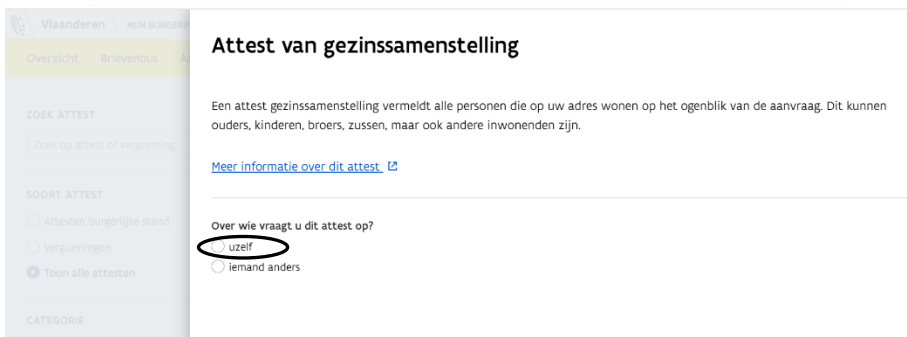 Vlaanderen
MIJN BURGERP
Overzicht Brievenbus A
ZOEK ATTEST
Zoek op attest of vergunning
SOORT ATTEST
Attesten burgerlijke stand
Vergunningen
Toon alle attesten
CATEGORIE
Attest van gezinssamenstelling
Een attest gezinssamenstelling vermeldt alle personen die op uw adres wonen op het ogenblik van de aanvraag. Dit kunnen
ouders, kinderen, broers, zussen, maar ook andere inwonenden zijn.
Meer informatie over dit attest
Over wie vraagt u dit attest op?
uzelf
iemand anders